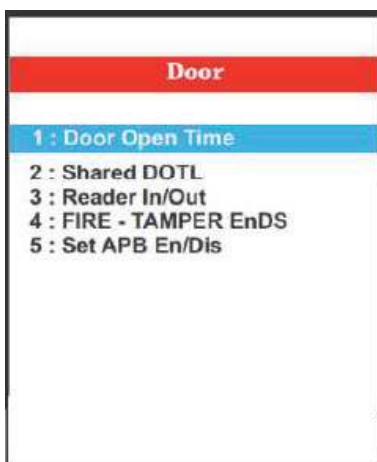 Door
1 : Door Open Time
2 : Shared DOTL
3 : Reader In/Out
4 : FIRE - TAMPER EnDS
5 : Set APB En/Dis